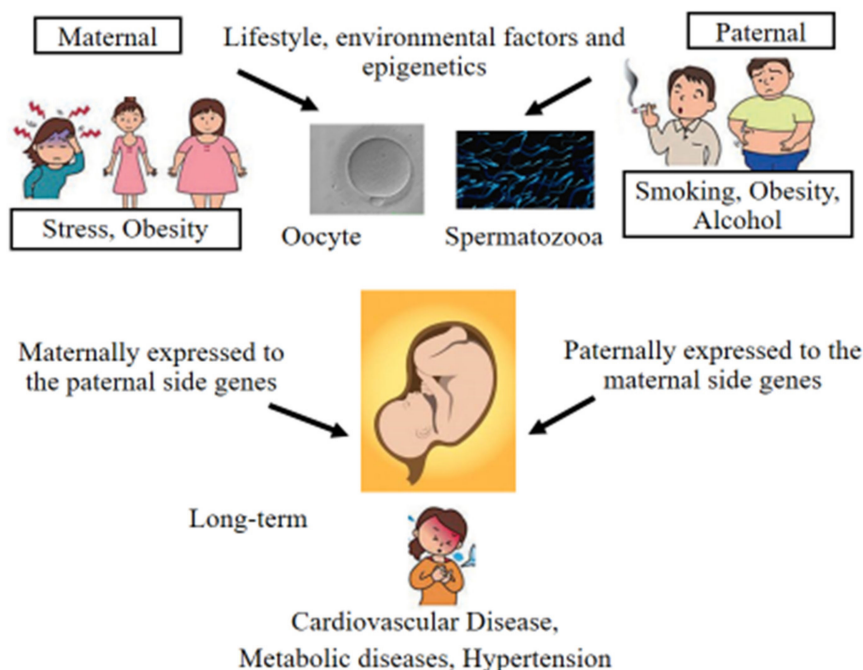 Maternal
Lifestyle, environmental factors and
epigenetics
Paternal
Stress, Obesity
Oocyte
Spermatozooa
Smoking, Obesity,
Alcohol
Maternally expressed to
the paternal side genes
Paternally expressed to the
maternal side genes
Long-term
Cardiovascular Disease,
Metabolic diseases, Hypertension